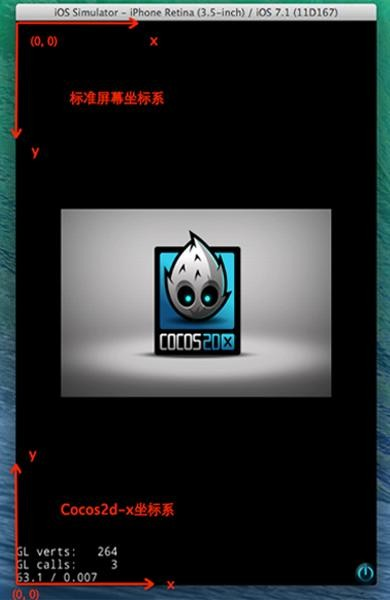 iOS Simulator - iPhone Retina (3.5-inch) / iOS 7.1 (11D167)
(0, 0)
x
标准屏幕坐标系
y
COCOS2DX
y
Cocos2d-x坐标系
GL verts: 264
GL calls: 3
63.1 / 0.007
x
(0, 0)